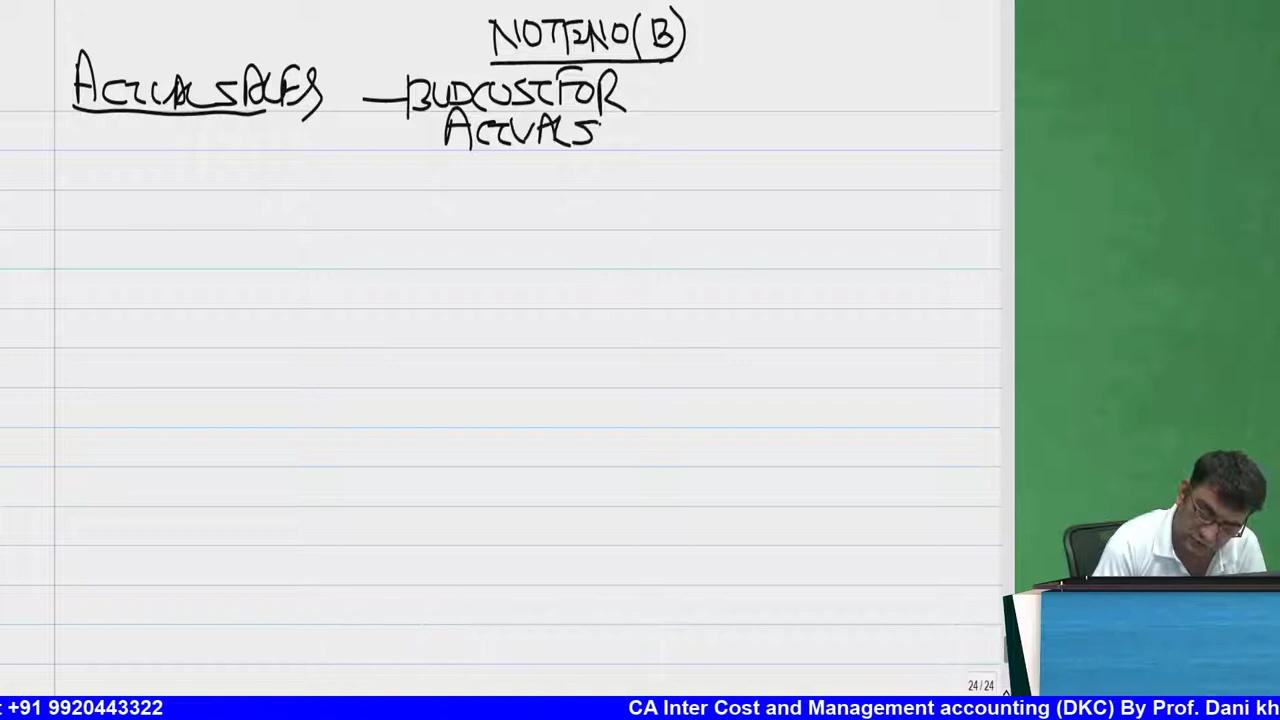 NOTE NO (B)
ACTUAL SALES — BUD COST FOR
ACTUAL S
24 / 24
+91 9920443322
CA Inter Cost and Management accounting (DKC) By Prof. Dani kh